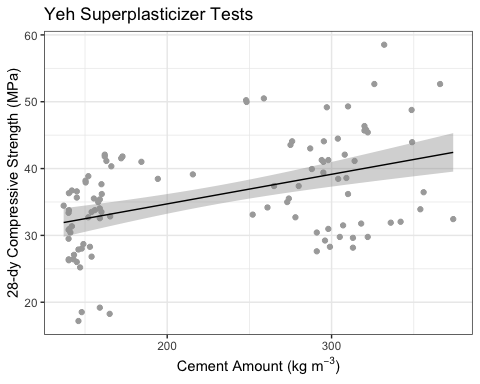 Yeh Superplasticizer Tests
28-dy Compressive Strength (MPa)
60
50
40
30
20
200
300
Cement Amount (kg m⁻³)